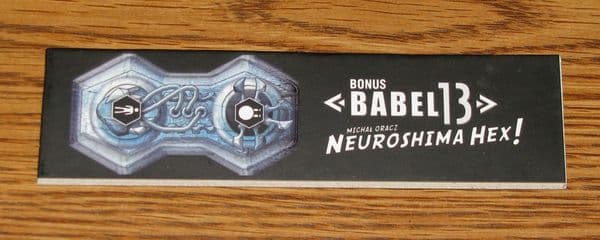 BONUS
<BABEL13>
MICHAŁ ORACZ
NEUROSHIMA HEX!